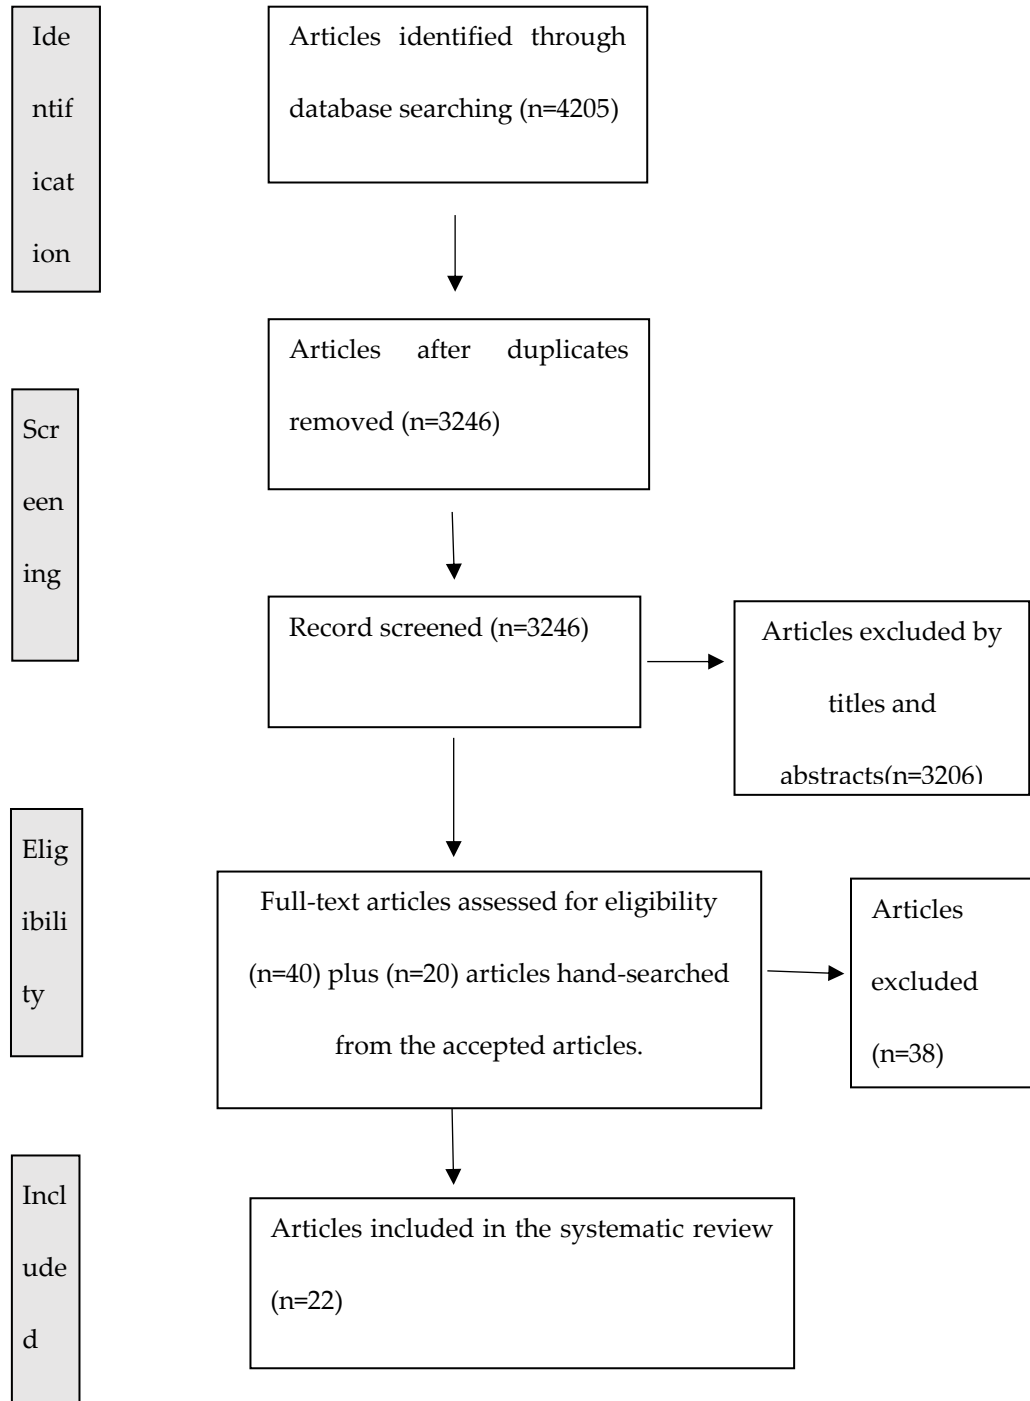 Ide
ntif
icat
ion
Articles identified through
database searching (n=4205)
Articles after duplicates
removed (n=3246)
Scr
een
ing
Record screened (n=3246)
Articles excluded by
titles and
abstracts(n=3206)
Elig
ibili
ty
Full-text articles assessed for eligibility
(n=40) plus (n=20) articles hand-searched
from the accepted articles.
Articles
excluded
(n=38)
Incl
ude
d
Articles included in the systematic review
(n=22)